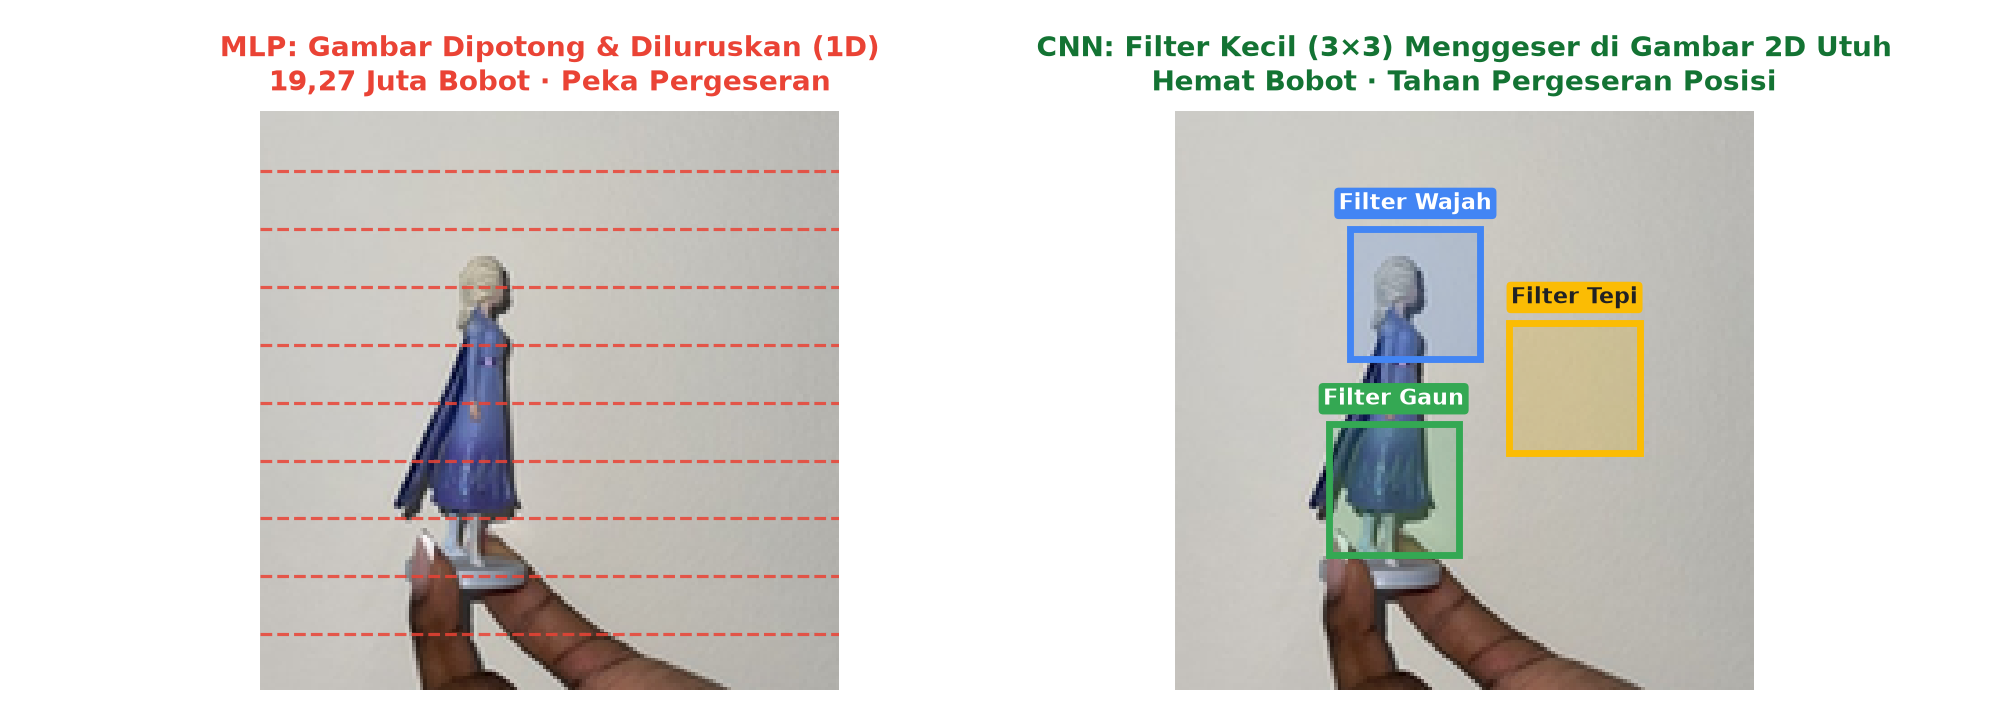 MLP: Gambar Dipotong & Diluruskan (1D)
19,27 Juta Bobot · Peka Pergeseran
CNN: Filter Kecil (3×3) Menggeser di Gambar 2D Utuh
Hemat Bobot · Tahan Pergeseran Posisi
Filter Wajah
Filter Tepi
Filter Gaun